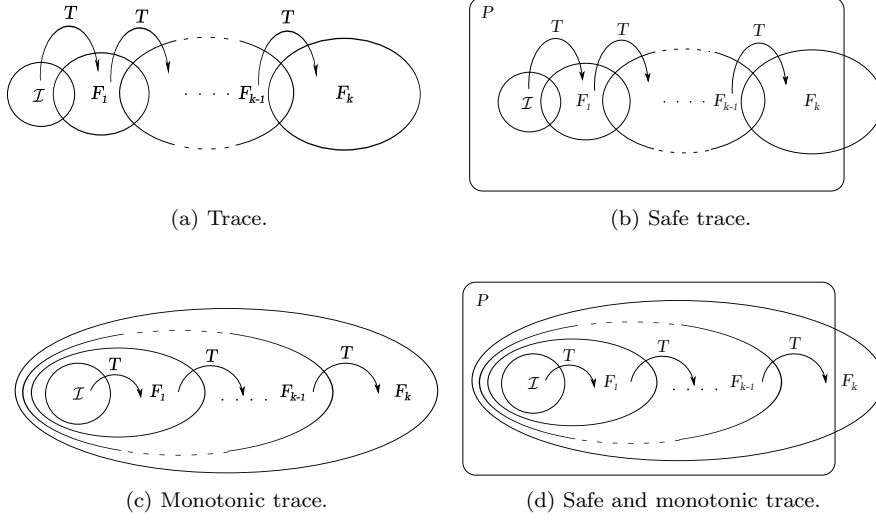 T T T
I F1 · · · · Fk-1 Fk
(a) Trace.
P
T T T
I F1 · · · · Fk-1 Fk
(b) Safe trace.
T T T
I F1 · · · · Fk-1 Fk
(c) Monotonic trace.
P
T T T
I F1 · · · · Fk-1 Fk
(d) Safe and monotonic trace.